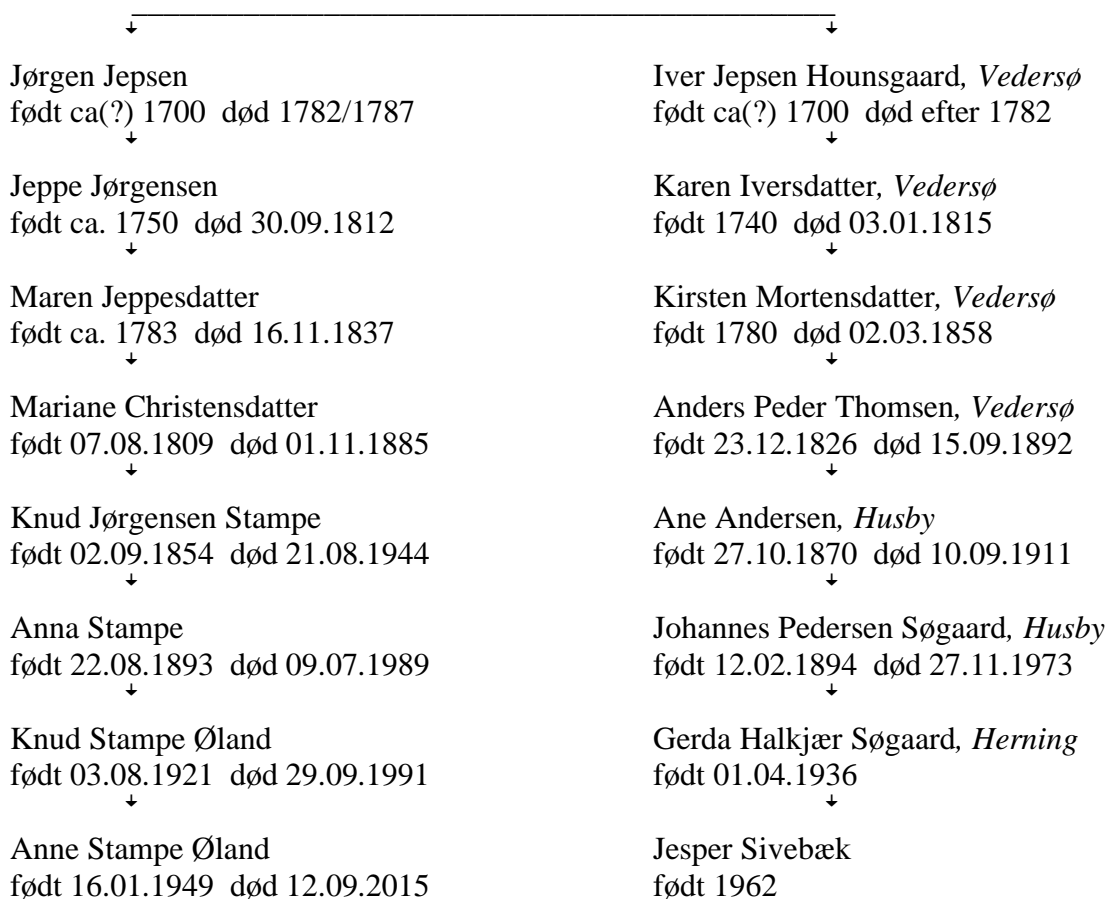 Jørgen Jepsen
født ca(?) 1700 død 1782/1787
Jeppe Jørgensen
født ca. 1750 død 30.09.1812
Maren Jeppesdatter
født ca. 1783 død 16.11.1837
Mariane Christensdatter
født 07.08.1809 død 01.11.1885
Knud Jørgensen Stampe
født 02.09.1854 død 21.08.1944
Anna Stampe
født 22.08.1893 død 09.07.1989
Knud Stampe Øland
født 03.08.1921 død 29.09.1991
Anne Stampe Øland
født 16.01.1949 død 12.09.2015
Iver Jepsen Hounsgaard, Vedersø
født ca(?) 1700 død efter 1782
Karen Iversdatter, Vedersø
født 1740 død 03.01.1815
Kirsten Mortensdatter, Vedersø
født 1780 død 02.03.1858
Anders Peder Thomsen, Vedersø
født 23.12.1826 død 15.09.1892
Ane Andersen, Husby
født 27.10.1870 død 10.09.1911
Johannes Pedersen Søgaard, Husby
født 12.02.1894 død 27.11.1973
Gerda Halkjær Søgaard, Herning
født 01.04.1936
Jesper Sivebæk
født 1962